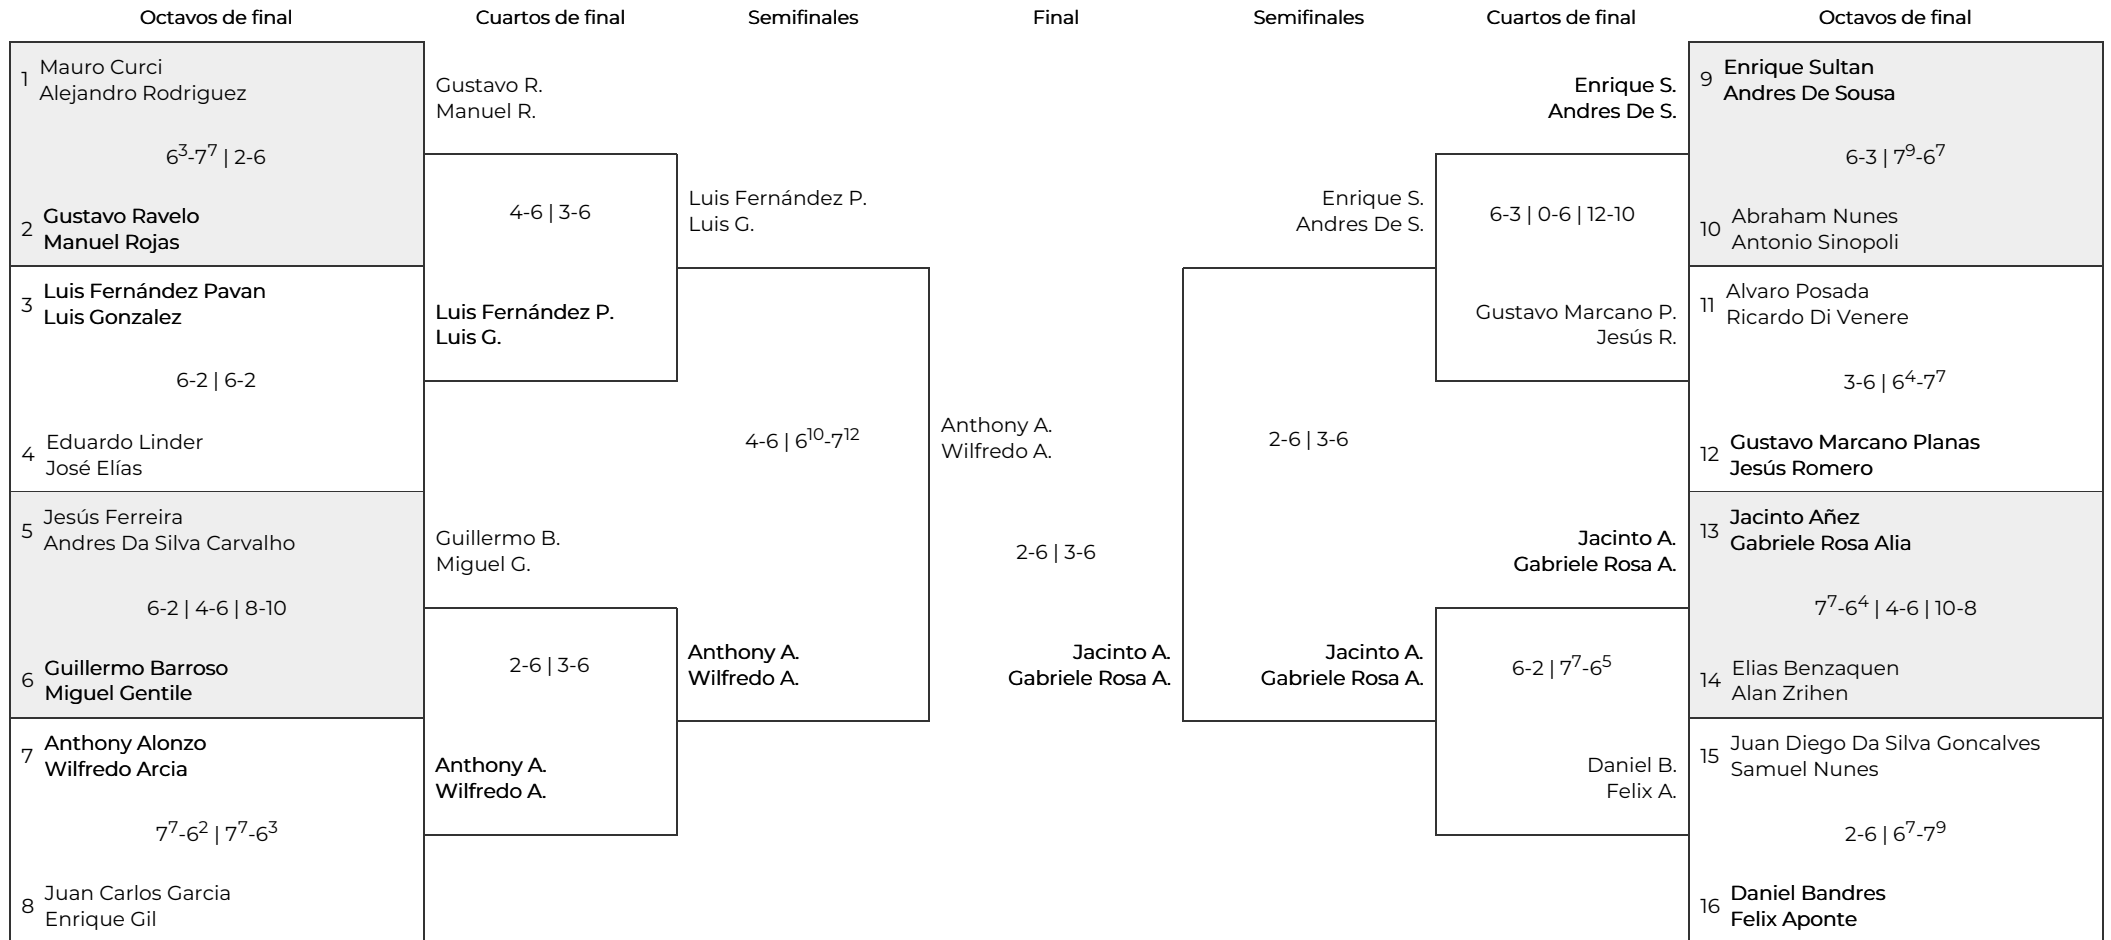 Octavos de final
Cuartos de final
Semifinales
Final
Semifinales
Cuartos de final
Octavos de final
1
Mauro Curci
Alejandro Rodriguez
6³-7⁷ | 2-6
2
Gustavo Ravelo
Manuel Rojas
3
Luis Fernández Pavan
Luis Gonzalez
6-2 | 6-2
4
Eduardo Linder
José Elías
5
Jesús Ferreira
Andres Da Silva Carvalho
6-2 | 4-6 | 8-10
6
Guillermo Barroso
Miguel Gentile
7
Anthony Alonzo
Wilfredo Arcia
7⁷-6² | 7⁷-6³
8
Juan Carlos Garcia
Enrique Gil
Gustavo R.
Manuel R.
4-6 | 3-6
Luis Fernández P.
Luis G.
Guillermo B.
Miguel G.
2-6 | 3-6
Anthony A.
Wilfredo A.
Luis Fernández P.
Luis G.
4-6 | 6¹⁰-7¹²
Anthony A.
Wilfredo A.
Anthony A.
Wilfredo A.
2-6 | 3-6
Jacinto A.
Gabriele Rosa A.
Enrique S.
Andres De S.
2-6 | 3-6
Jacinto A.
Gabriele Rosa A.
Enrique S.
Andres De S.
6-3 | 0-6 | 12-10
Gustavo Marcano P.
Jesús R.
Jacinto A.
Gabriele Rosa A.
6-2 | 7⁷-6⁵
Daniel B.
Felix A.
9
Enrique Sultan
Andres De Sousa
6-3 | 7⁹-6⁷
10
Abraham Nunes
Antonio Sinopoli
11
Alvaro Posada
Ricardo Di Venere
3-6 | 6⁴-7⁷
12
Gustavo Marcano Planas
Jesús Romero
13
Jacinto Añez
Gabriele Rosa Alia
7⁷-6⁴ | 4-6 | 10-8
14
Elias Benzaquen
Alan Zrihen
15
Juan Diego Da Silva Goncalves
Samuel Nunes
2-6 | 6⁷-7⁹
16
Daniel Bandres
Felix Aponte